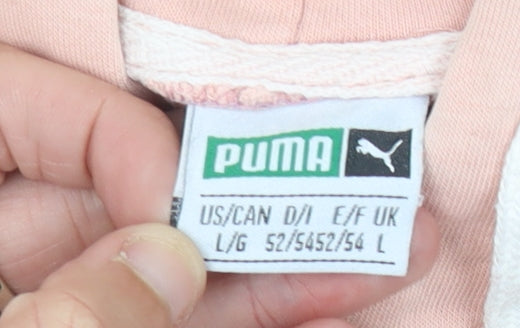 PUMA
US/CAN D/I E/F UK
L/G 52/5452/54 L